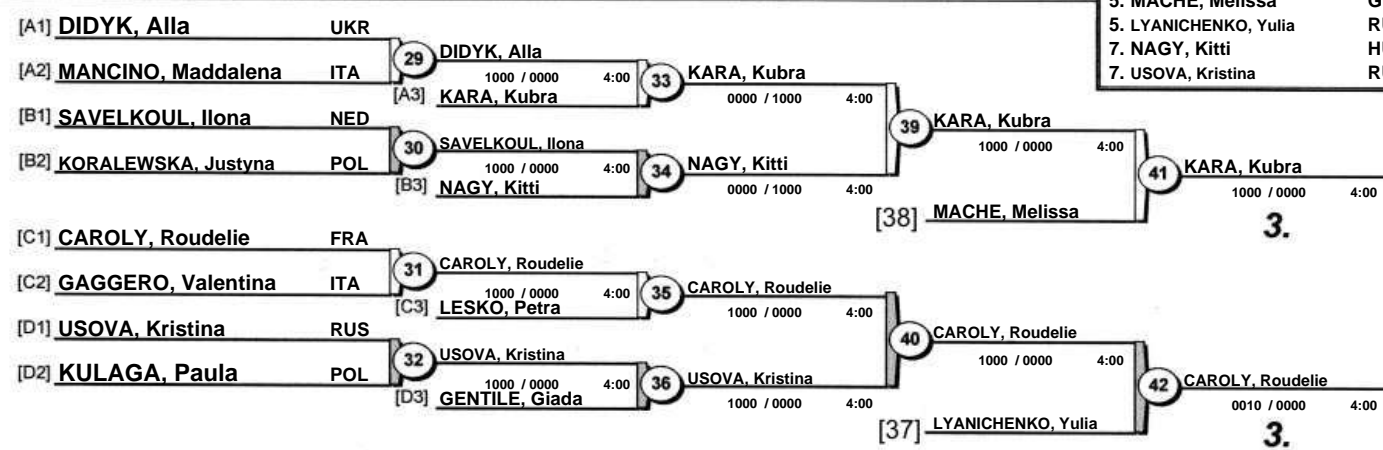 5. MACHE, Melissa G
5. LYANICHENKO, Yulia RU
7. NAGY, Kitti HU
7. USOVA, Kristina RU
[A1] DIDYK, Alla UKR
[A2] MANCINO, Maddalena ITA
29
DIDYK, Alla
1000 / 0000 4:00
[A3] KARA, Kubra
33
KARA, Kubra
0000 / 1000 4:00
[B1] SAVELKOUL, Ilona NED
[B2] KORALEWSKA, Justyna POL
30
SAVELKOUL, Ilona
1000 / 0000 4:00
[B3] NAGY, Kitti
34
NAGY, Kitti
0000 / 1000 4:00
39
KARA, Kubra
1000 / 0000 4:00
[38] MACHE, Melissa
41
KARA, Kubra
1000 / 0000 4:00
3.
[C1] CAROLY, Roudelie FRA
[C2] GAGGERO, Valentina ITA
31
CAROLY, Roudelie
1000 / 0000 4:00
[C3] LESKO, Petra
35
CAROLY, Roudelie
1000 / 0000 4:00
[D1] USOVA, Kristina RUS
[D2] KULAGA, Paula POL
32
USOVA, Kristina
1000 / 0000 4:00
[D3] GENTILE, Giada
36
USOVA, Kristina
1000 / 0000 4:00
40
CAROLY, Roudelie
1000 / 0000 4:00
[37] LYANICHENKO, Yulia
42
CAROLY, Roudelie
0010 / 0000 4:00
3.